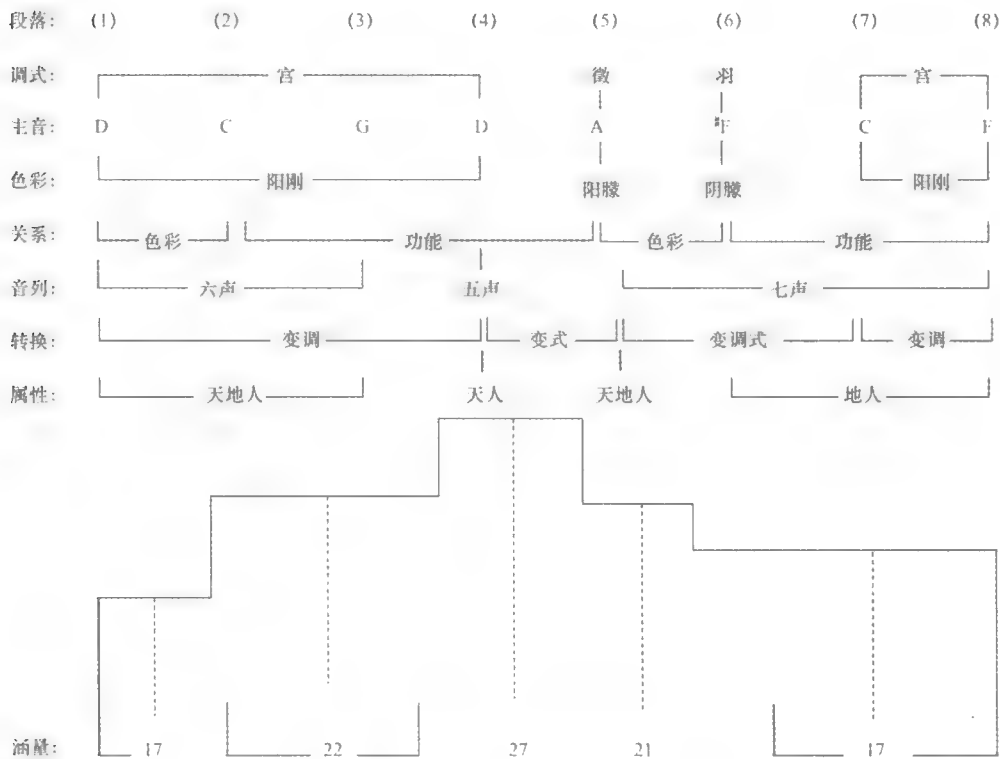 段落: (1) (2) (3) (4) (5) (6) (7) (8)
调式: 宫 徵 羽 宫
主音: D C G D A #F C F
色彩: 阳刚 阳朦 阴朦 阳刚
关系: 色彩 功能 色彩 功能
音列: 六声 五声 七声
转换: 变调 变式 变调式 变调
属性: 天地人 天人 天地人 地人
涵量: 17 22 27 21 17